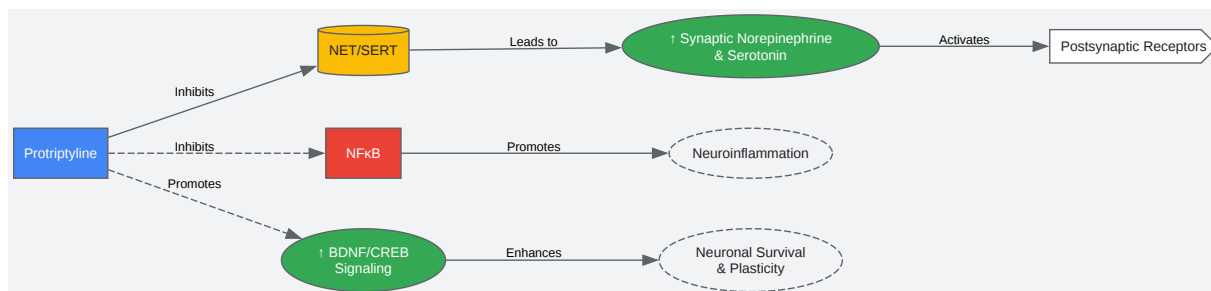 NET/SERT
Leads to
↑ Synaptic Norepinephrine
& Serotonin
Activates
Postsynaptic Receptors
Inhibits
Protriptyline
Inhibits
NFκB
Promotes
Neuroinflammation
Promotes
↑ BDNF/CREB
Signaling
Enhances
Neuronal Survival
& Plasticity